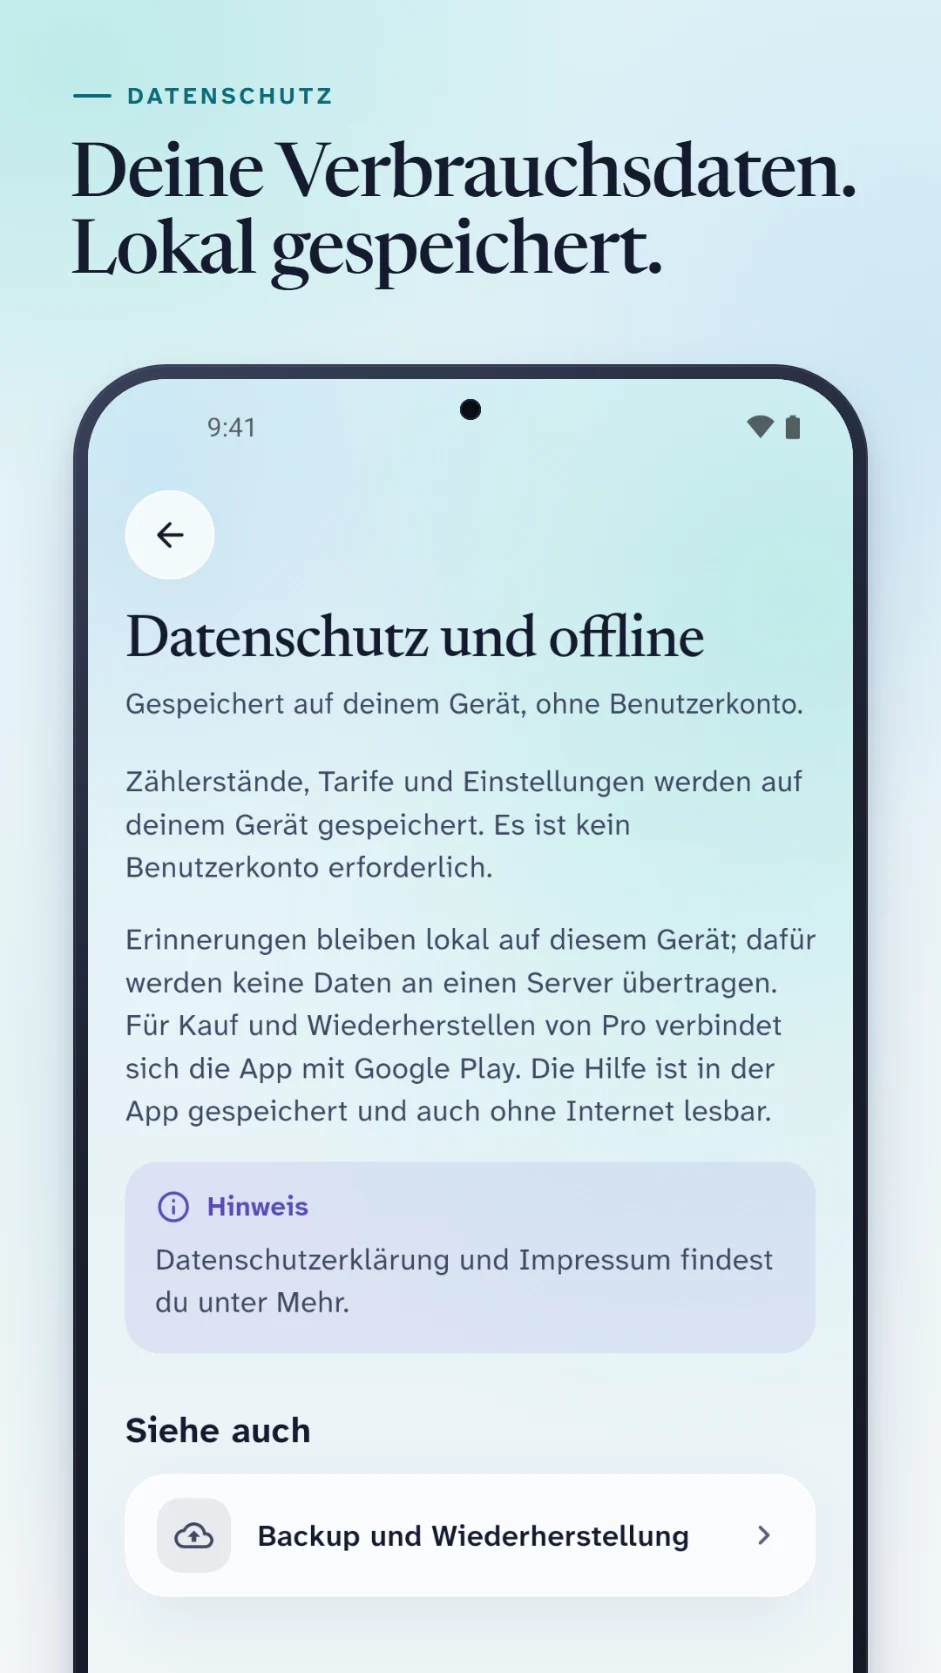 DATENSCHUTZ
Deine Verbrauchsdaten.
Lokal gespeichert.
9:41
Datenschutz und offline
Gespeichert auf deinem Gerät, ohne Benutzerkonto.
Zählerstände, Tarife und Einstellungen werden auf
deinem Gerät gespeichert. Es ist kein
Benutzerkonto erforderlich.
Erinnerungen bleiben lokal auf diesem Gerät; dafür
werden keine Daten an einen Server übertragen.
Für Kauf und Wiederherstellen von Pro verbindet
sich die App mit Google Play. Die Hilfe ist in der
App gespeichert und auch ohne Internet lesbar.
Hinweis
Datenschutzerklärung und Impressum findest
du unter Mehr.
Siehe auch
Backup und Wiederherstellung